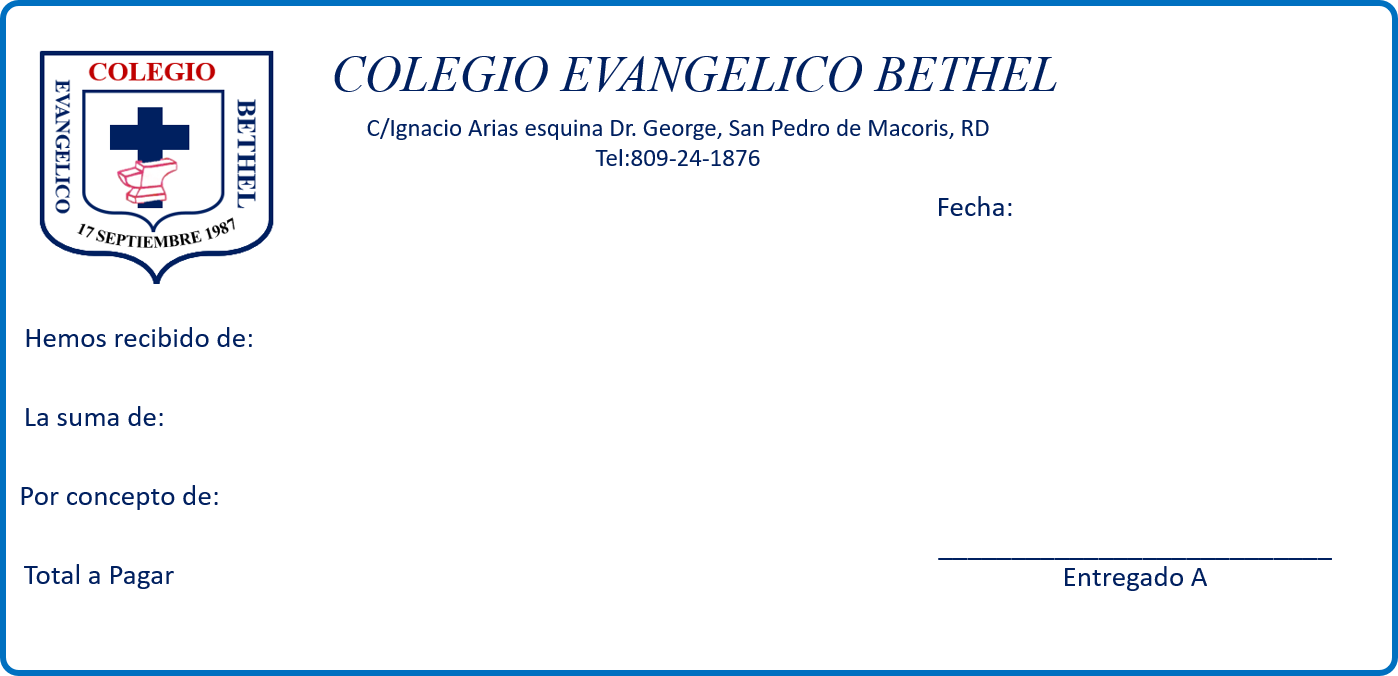 COLEGIO
EVANGELICO
BETHEL
17 SEPTIEMBRE 1987
COLEGIO EVANGELICO BETHEL
C/Ignacio Arias esquina Dr. George, San Pedro de Macoris, RD
Tel:809-24-1876
Fecha:
Hemos recibido de:
La suma de:
Por concepto de:
Total a Pagar
Entregado A